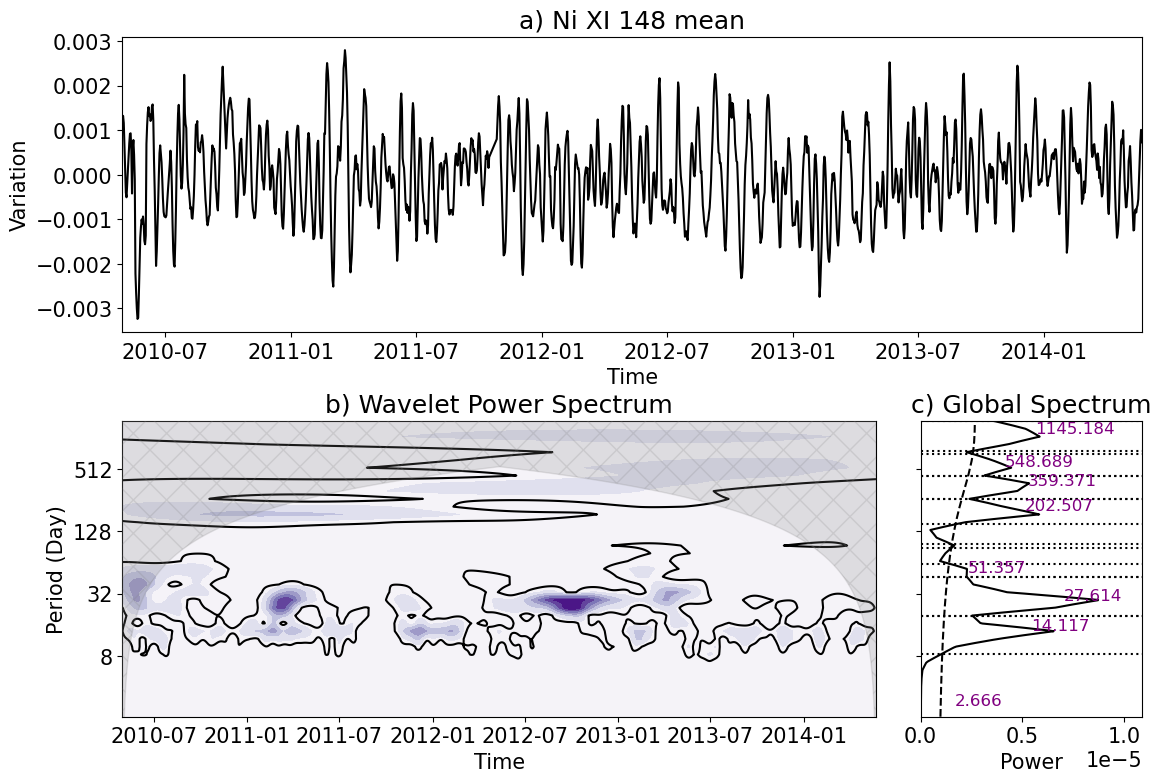 a) Ni XI 148 mean
0.003
0.002
0.001
0.000
−0.001
−0.002
−0.003
Variation
2010-07 2011-01 2011-07 2012-01 2012-07 2013-01 2013-07 2014-01
Time
b) Wavelet Power Spectrum
512
128
32
8
Period (Day)
2010-07 2011-01 2011-07 2012-01 2012-07 2013-01 2013-07 2014-01
Time
c) Global Spectrum
1145.184
548.689
359.371
202.507
51.357
27.614
14.117
2.666
0.0 0.5 1.0
Power 1e−5